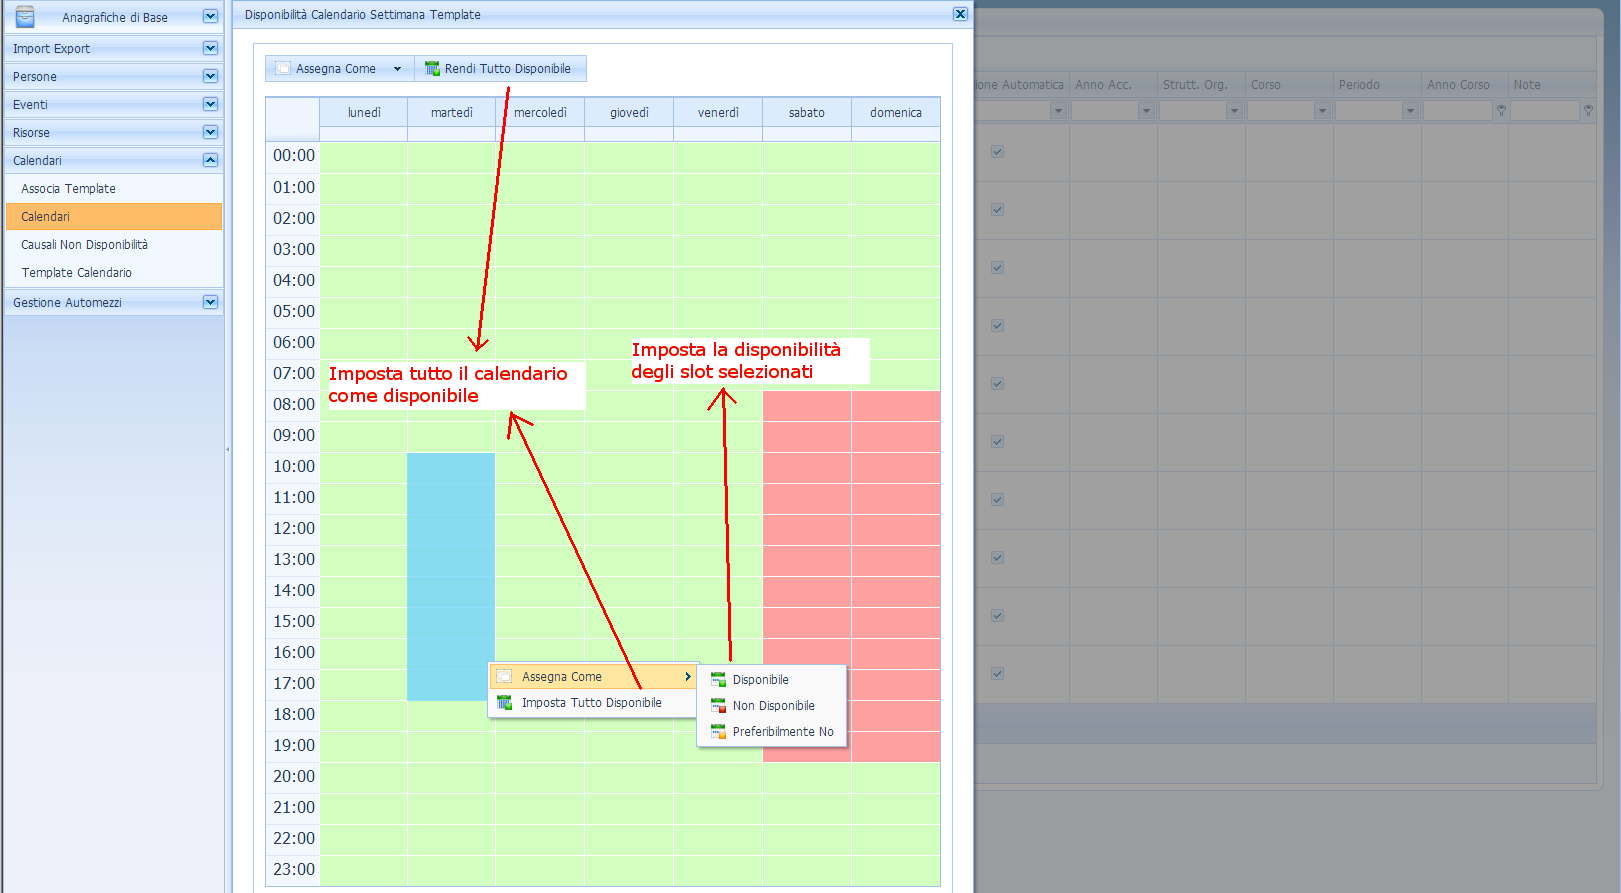 Anagrafiche di Base
Import Export
Persone
Eventi
Risorse
Calendari
Associa Template
Calendari
Causali Non Disponibilità
Template Calendario
Gestione Automezzi
Disponibilità Calendario Settimana Template
Assegna Come
Rendi Tutto Disponibile
lunedì martedì mercoledì giovedì venerdì sabato domenica
00:00
01:00
02:00
03:00
04:00
05:00
06:00
07:00
08:00
09:00
10:00
11:00
12:00
13:00
14:00
15:00
16:00
17:00
18:00
19:00
20:00
21:00
22:00
23:00
Imposta tutto il calendario
come disponibile
Imposta la disponibilità
degli slot selezionati
Assegna Come
Imposta Tutto Disponibile
Disponibile
Non Disponibile
Preferibilmente No
Automatica Anno Acc. Strutt. Org. Corso Periodo Anno Corso Note